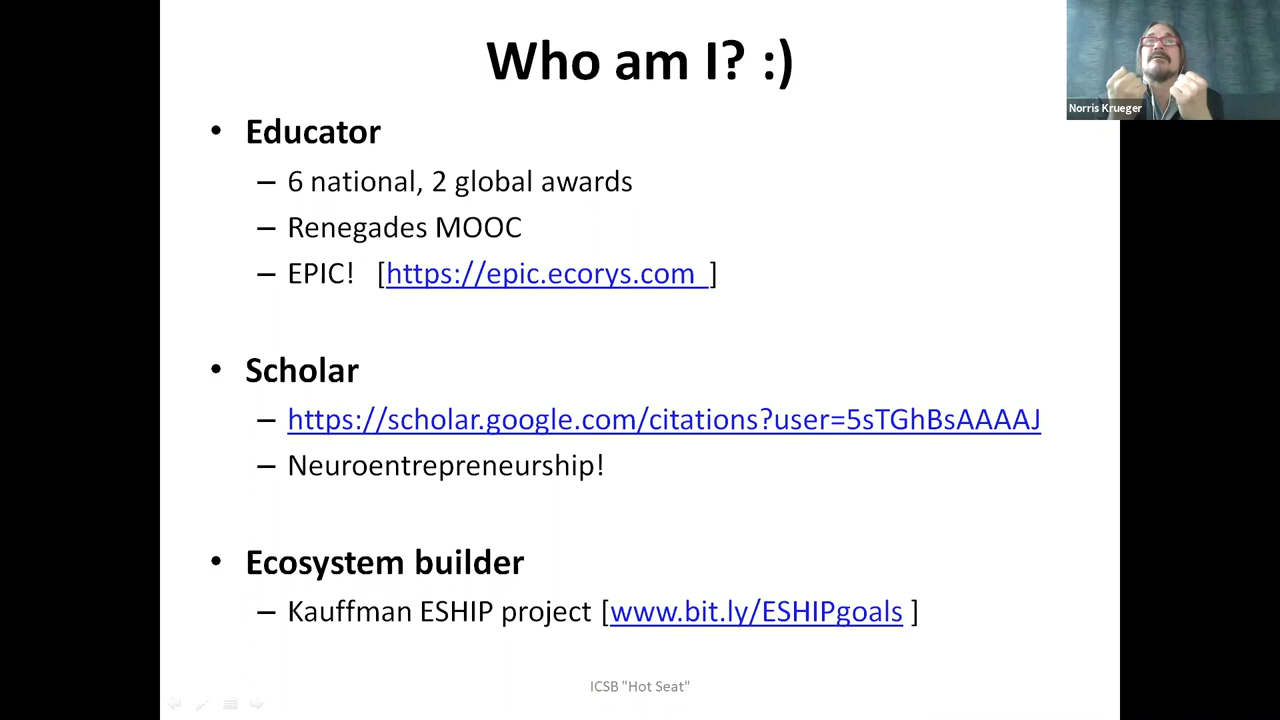 Who am I? :)
Norris Krueger
• Educator
– 6 national, 2 global awards
– Renegades MOOC
– EPIC! [https://epic.ecorys.com ]
• Scholar
– https://scholar.google.com/citations?user=5sTGhBsAAAAJ
– Neuroentrepreneurship!
• Ecosystem builder
– Kauffman ESHIP project [www.bit.ly/ESHIPgoals ]
ICSB "Hot Seat"